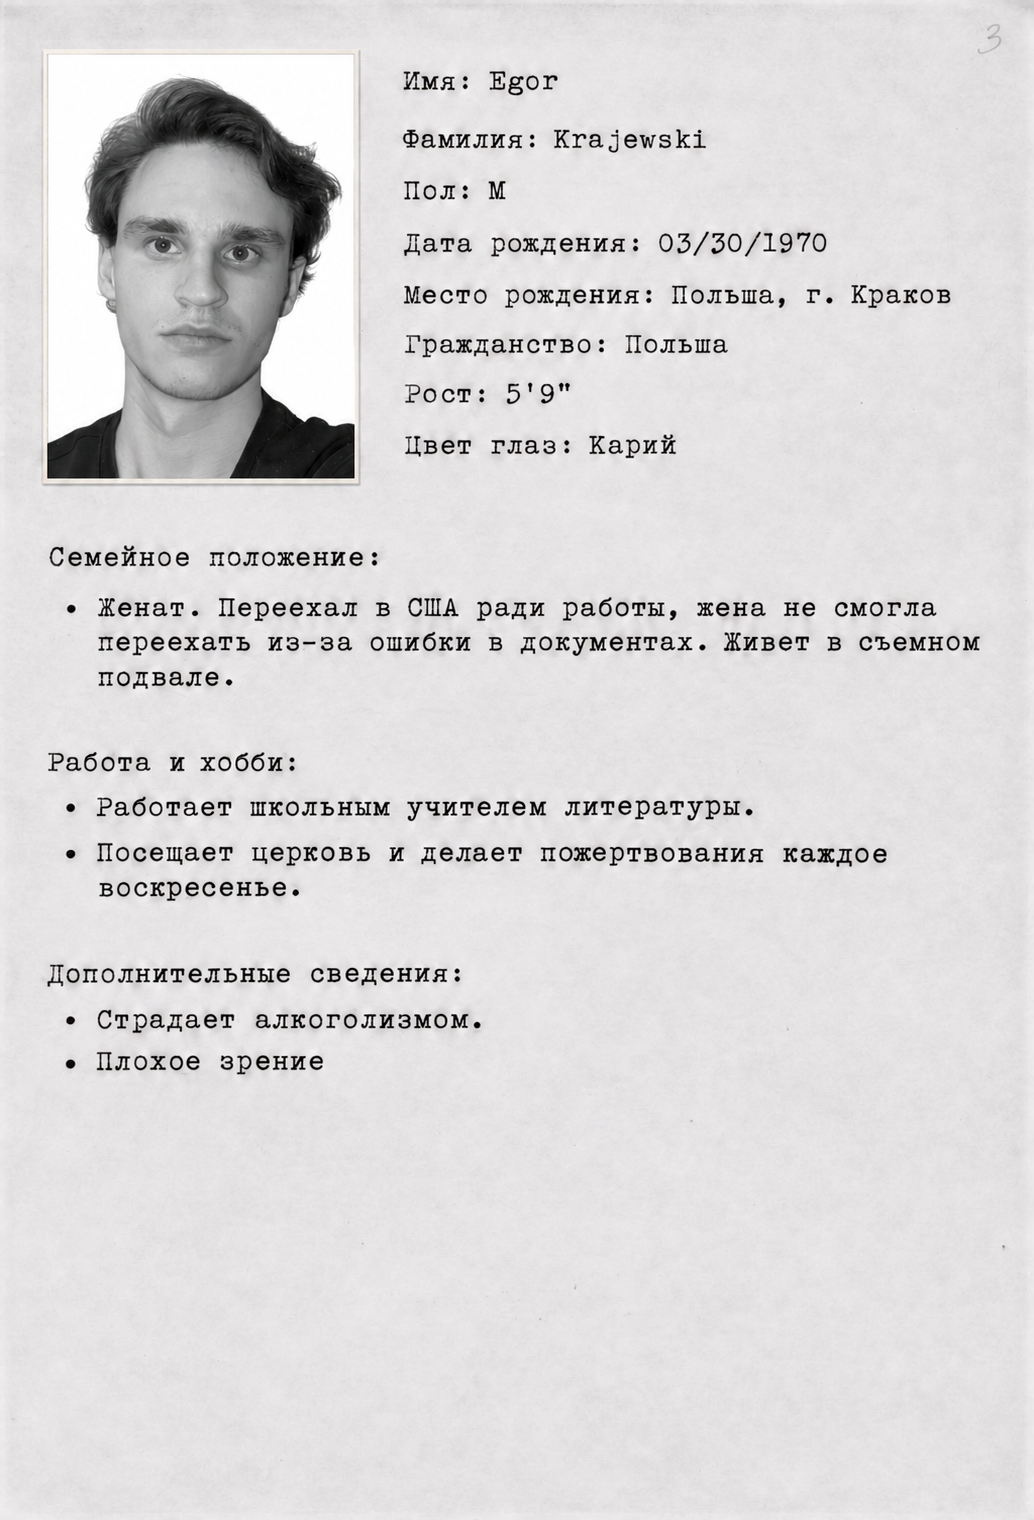 3
Имя: Egor
Фамилия: Krajewski
Пол: М
Дата рождения: 03/30/1970
Место рождения: Польша, г. Краков
Гражданство: Польша
Рост: 5'9"
Цвет глаз: Карий
Семейное положение:
• Женат. Переехал в США ради работы, жена не смогла
переехать из-за ошибки в документах. Живет в съемном
подвале.
Работа и хобби:
• Работает школьным учителем литературы.
• Посещает церковь и делает пожертвования каждое
воскресенье.
Дополнительные сведения:
• Страдает алкоголизмом.
• Плохое зрение